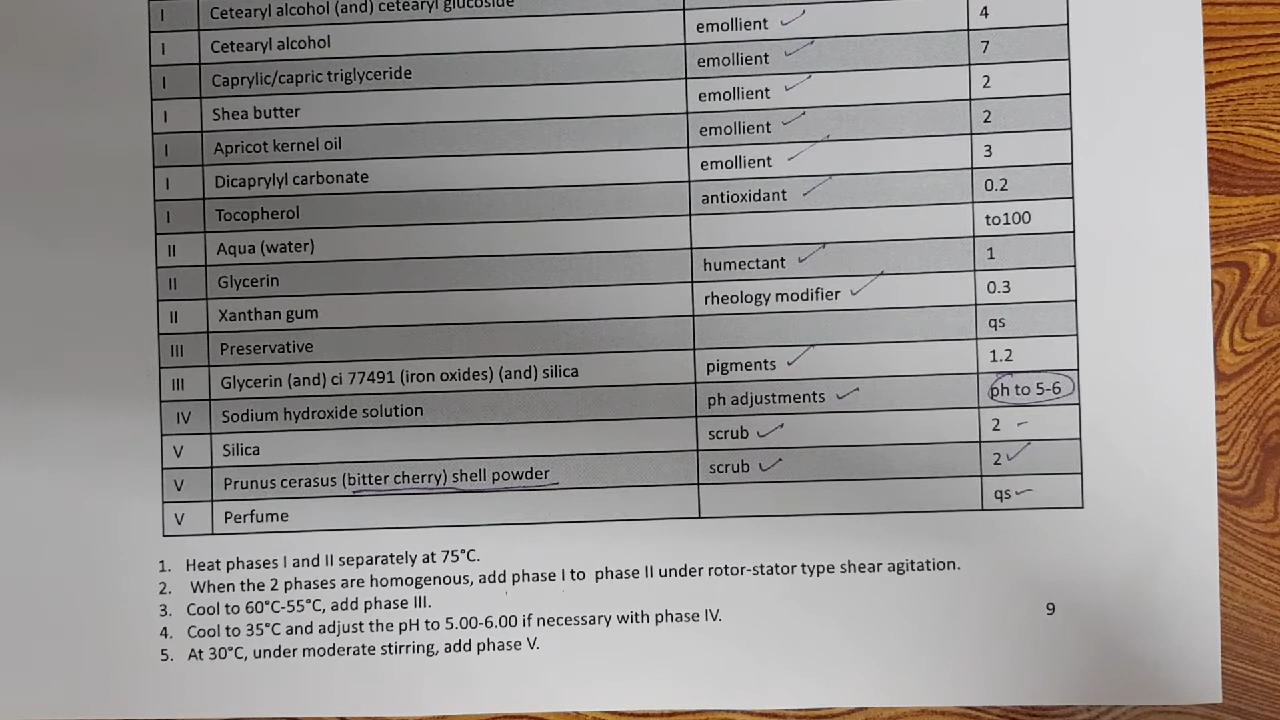 I Cetearyl alcohol (and) cetearyl glucoside
I Cetearyl alcohol emollient 4
I Caprylic/capric triglyceride emollient 7
I Shea butter emollient 2
I Apricot kernel oil emollient 2
I Dicaprylyl carbonate emollient 3
I Tocopherol antioxidant 0.2
II Aqua (water) to100
II Glycerin humectant 1
II Xanthan gum rheology modifier 0.3
III Preservative qs
III Glycerin (and) ci 77491 (iron oxides) (and) silica pigments 1.2
IV Sodium hydroxide solution ph adjustments ph to 5-6
V Silica scrub 2
V Prunus cerasus (bitter cherry) shell powder scrub 2
V Perfume qs
1. Heat phases I and II separately at 75°C.
2. When the 2 phases are homogenous, add phase I to phase II under rotor-stator type shear agitation.
3. Cool to 60°C-55°C, add phase III.
4. Cool to 35°C and adjust the pH to 5.00-6.00 if necessary with phase IV.
5. At 30°C, under moderate stirring, add phase V.
9